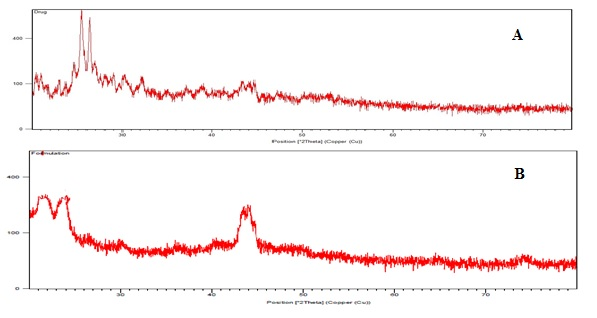 Drug
A
400
100
0
30 40 50 60 70
Position [°2Theta] (Copper (Cu))
Formulation
B
400
100
0
30 40 50 60 70
Position [°2Theta] (Copper (Cu))